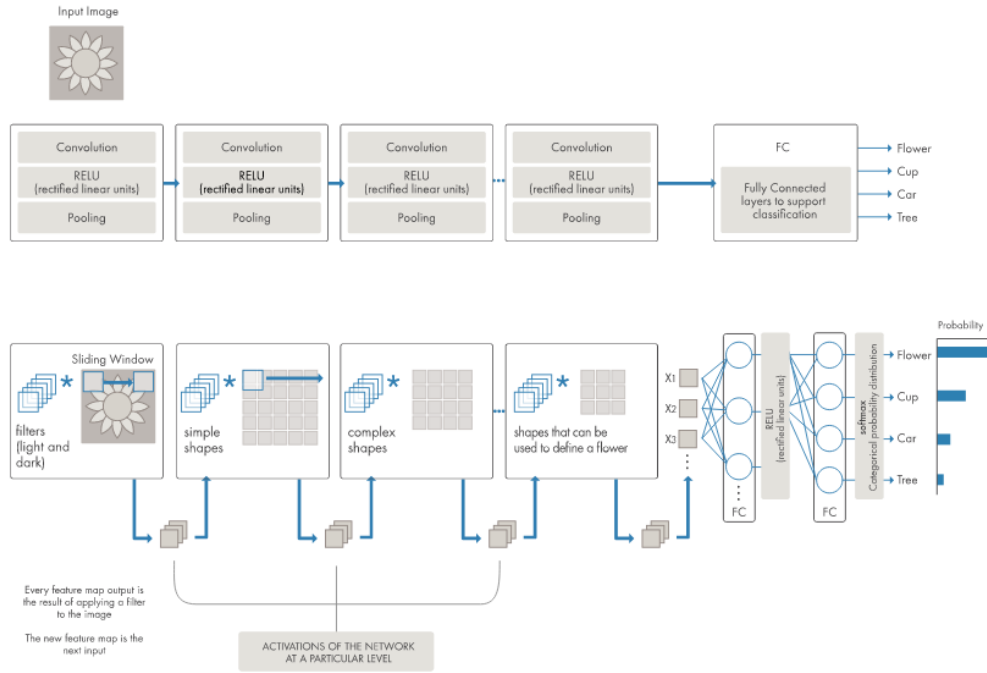 Input Image
Convolution
RELU
(rectified linear units)
Pooling
Convolution
RELU
(rectified linear units)
Pooling
Convolution
RELU
(rectified linear units)
Pooling
Convolution
RELU
(rectified linear units)
Pooling
FC
Fully Connected
layers to support
classification
Flower
Cup
Car
Tree
Sliding Window
*
filters
(light and
dark)
*
simple
shapes
*
complex
shapes
*
shapes that can be
used to define a flower
X1
X2
X3
FC
RELU
(rectified linear units)
FC
softmax
Categorical probability distribution
Probability
Flower
Cup
Car
Tree
Every feature map output is
the result of applying a filter
to the image
The new feature map is the
next input
ACTIVATIONS OF THE NETWORK
AT A PARTICULAR LEVEL